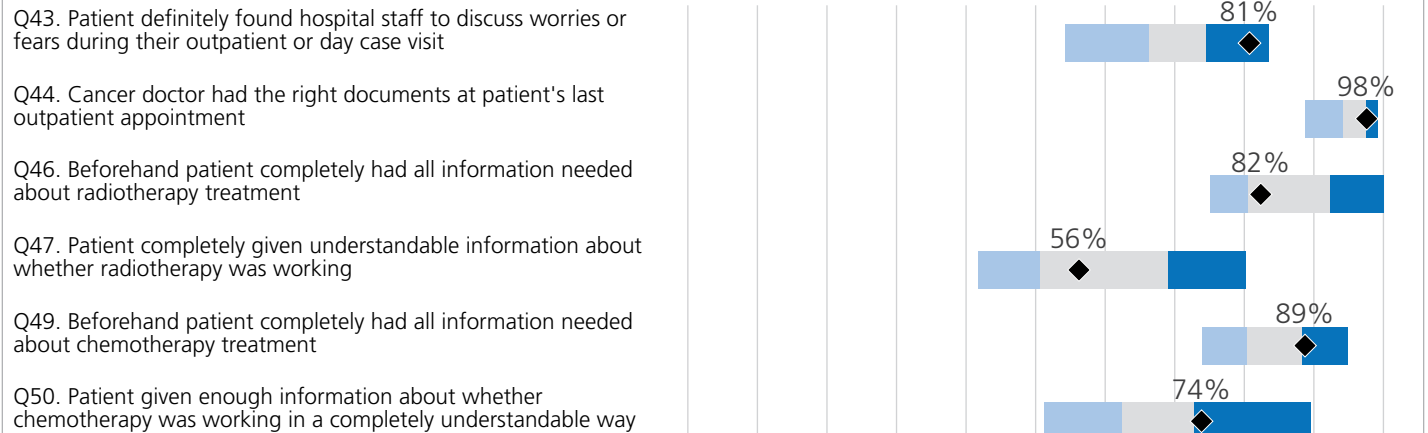 Q43. Patient definitely found hospital staff to discuss worries or
fears during their outpatient or day case visit
81%
Q44. Cancer doctor had the right documents at patient's last
outpatient appointment
98%
Q46. Beforehand patient completely had all information needed
about radiotherapy treatment
82%
Q47. Patient completely given understandable information about
whether radiotherapy was working
56%
Q49. Beforehand patient completely had all information needed
about chemotherapy treatment
89%
Q50. Patient given enough information about whether
chemotherapy was working in a completely understandable way
74%